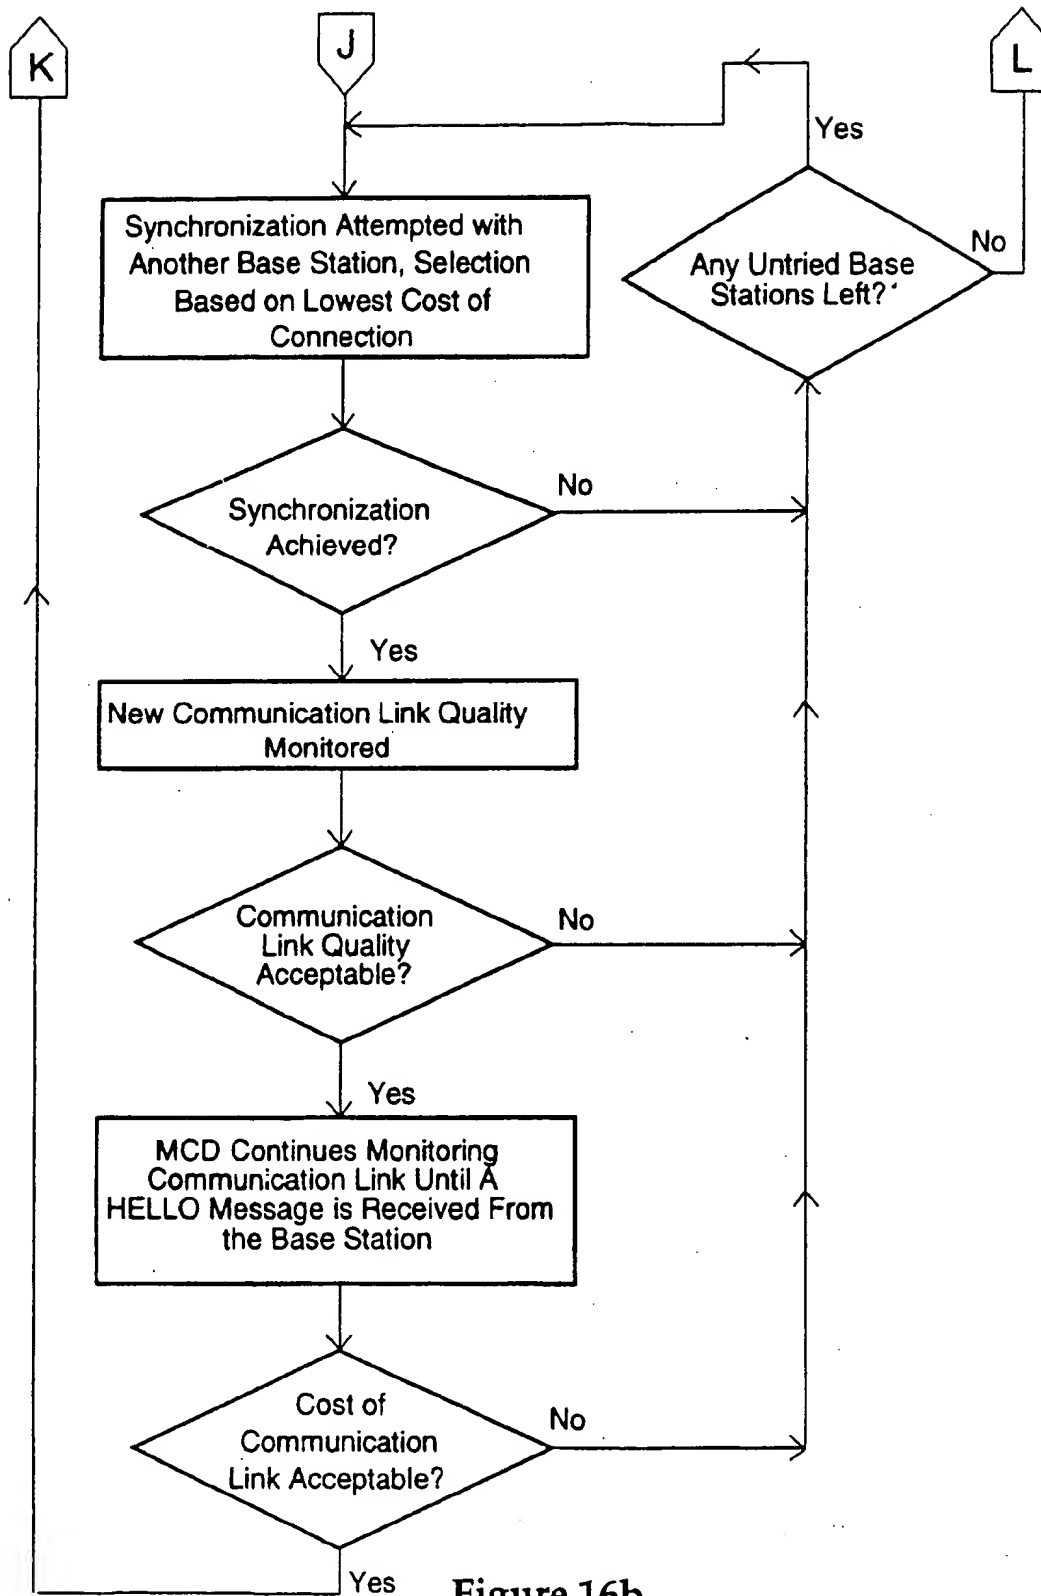 K
J
L
Yes
Synchronization Attempted with
Another Base Station, Selection
Based on Lowest Cost of
Connection
Any Untried Base
Stations Left?
No
Synchronization
Achieved?
No
Yes
New Communication Link Quality
Monitored
Communication
Link Quality
Acceptable?
No
Yes
MCD Continues Monitoring
Communication Link Until A
HELLO Message is Received From
the Base Station
Cost of
Communication
Link Acceptable?
No
Yes
Figure 16b